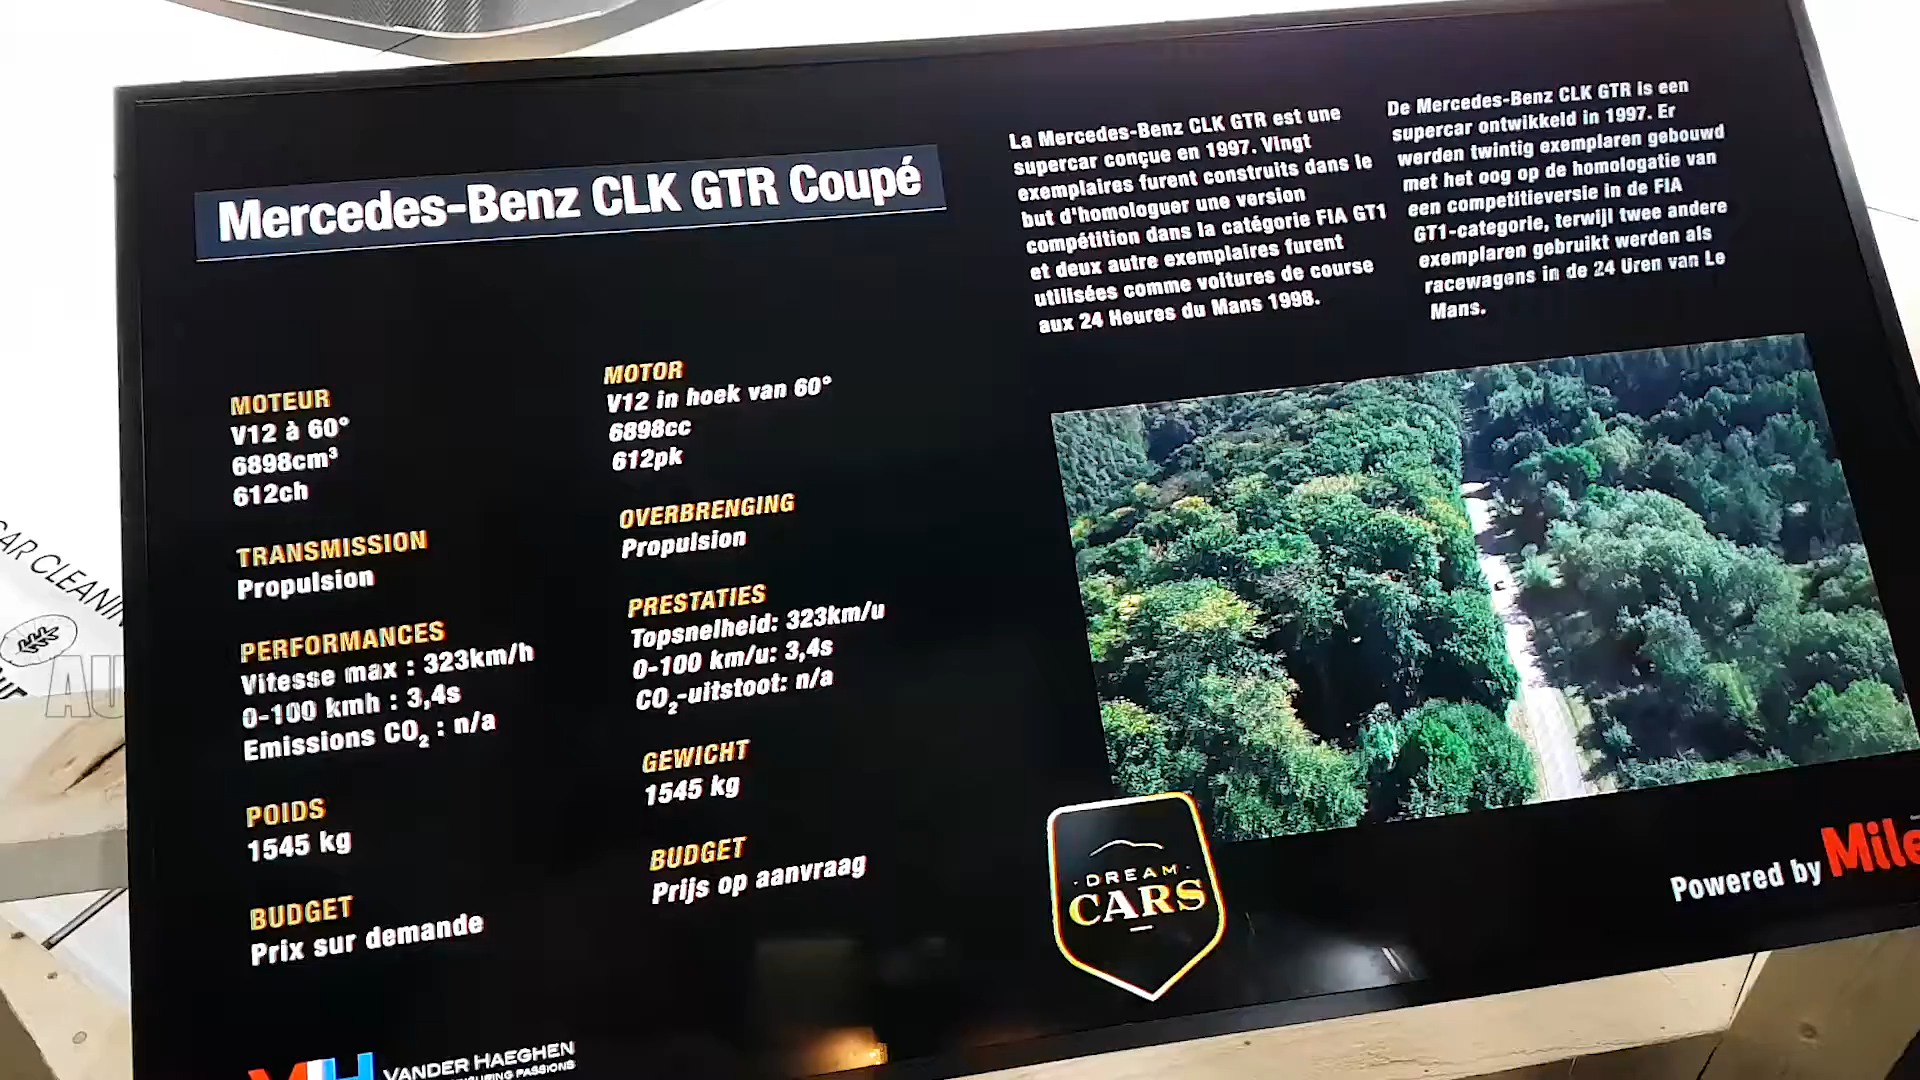 Mercedes-Benz CLK GTR Coupé
MOTEUR
V12 à 60°
6898cm³
612ch
TRANSMISSION
Propulsion
PERFORMANCES
Vitesse max : 323km/h
0-100 kmh : 3,4s
Emissions CO₂ : n/a
POIDS
1545 kg
BUDGET
Prix sur demande
MOTOR
V12 in hoek van 60°
6898cc
612pk
OVERBRENGING
Propulsion
PRESTATIES
Topsnelheid: 323km/u
0-100 km/u: 3,4s
CO₂-uitstoot: n/a
GEWICHT
1545 kg
BUDGET
Prijs op aanvraag
La Mercedes-Benz CLK GTR est une
supercar conçue en 1997. Vingt
exemplaires furent construits dans le
but d'homologuer une version
compétition dans la catégorie FIA GT1
et deux autre exemplaires furent
utilisées comme voitures de course
aux 24 Heures du Mans 1998.
De Mercedes-Benz CLK GTR is een
supercar ontwikkeld in 1997. Er
werden twintig exemplaren gebouwd
met het oog op de homologatie van
een competitieversie in de FIA
GT1-categorie, terwijl twee andere
exemplaren gebruikt werden als
racewagens in de 24 Uren van Le
Mans.
DREAM
CARS
Powered by Mile
VANDER HAEGHEN
PASSIONS
CAR CLEANIN
AU